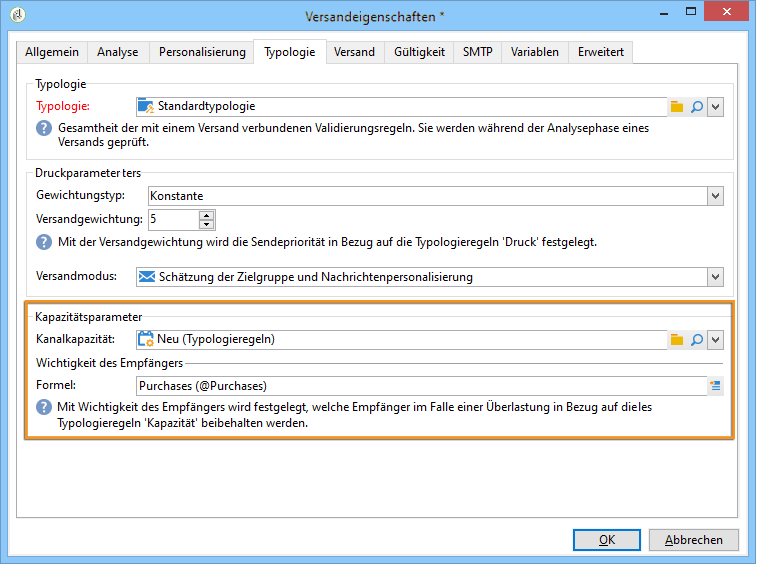 Versandeigenschaften *
Allgemein Analyse Personalisierung Typologie Versand Gültigkeit SMTP Variablen Erweitert
Typologie
Typologie: Standardtypologie
Gesamtheit der mit einem Versand verbundenen Validierungsregeln. Sie werden während der Analysephase eines
Versands geprüft.
Druckparameter ters
Gewichtungstyp: Konstante
Versandgewichtung: 5
Mit der Versandgewichtung wird die Sendepriorität in Bezug auf die Typologieregeln 'Druck' festgelegt.
Versandmodus: Schätzung der Zielgruppe und Nachrichtenpersonalisierung
Kapazitätsparameter
Kanalkapazität: Neu (Typologieregeln)
Wichtigkeit des Empfängers
Formel: Purchases (@Purchases)
Mit Wichtigkeit des Empfängers wird festgelegt, welche Empfänger im Falle einer Überlastung in Bezug auf dieles
Typologieregeln 'Kapazität' beibehalten werden.
OK Abbrechen